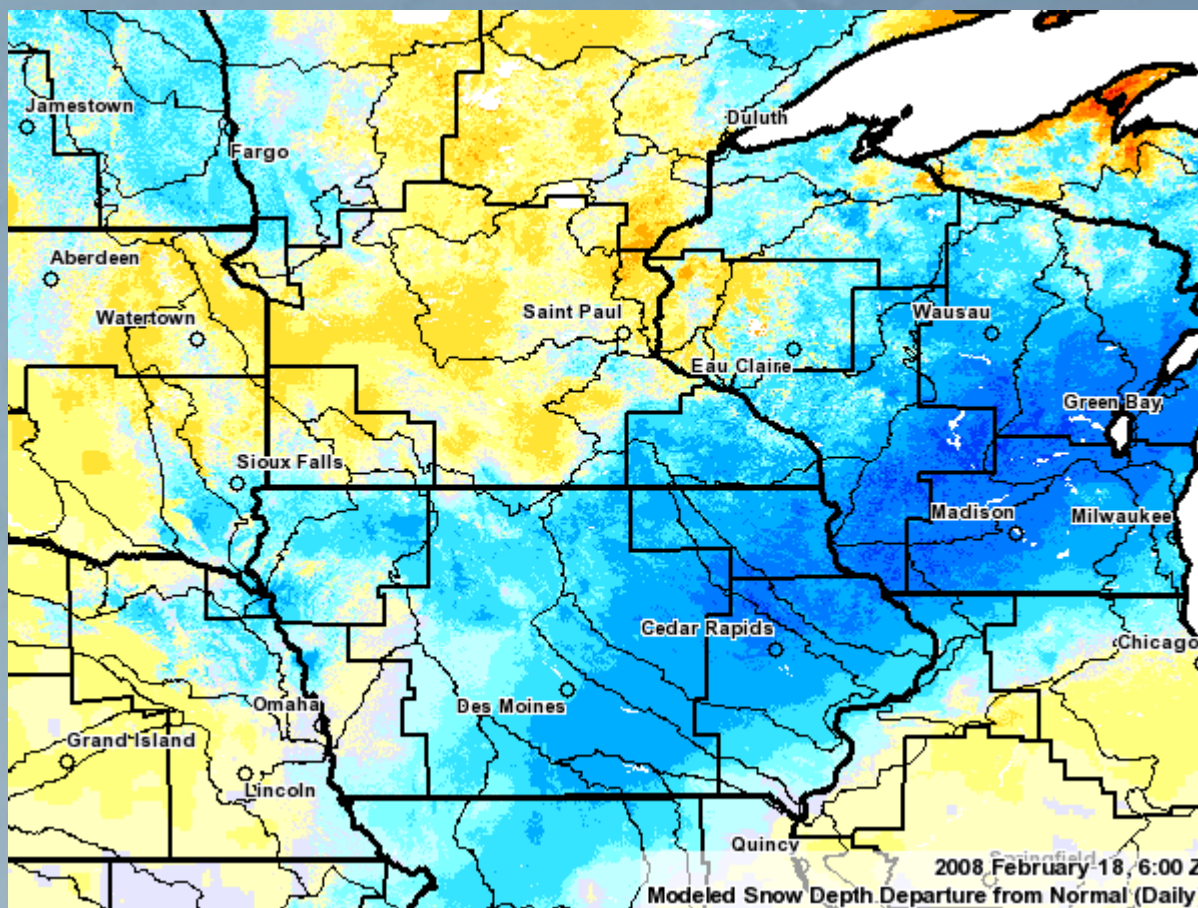 Jamestown
Duluth
Fargo
Aberdeen
Watertown
Saint Paul
Wausau
Eau Claire
Green Bay
Sioux Falls
Madison
Milwaukee
Cedar Rapids
Chicago
Omaha
Des Moines
Grand Island
Lincoln
Quincy
Springfield
2008 February 18, 6:00 Z
Modeled Snow Depth Departure from Normal (Daily